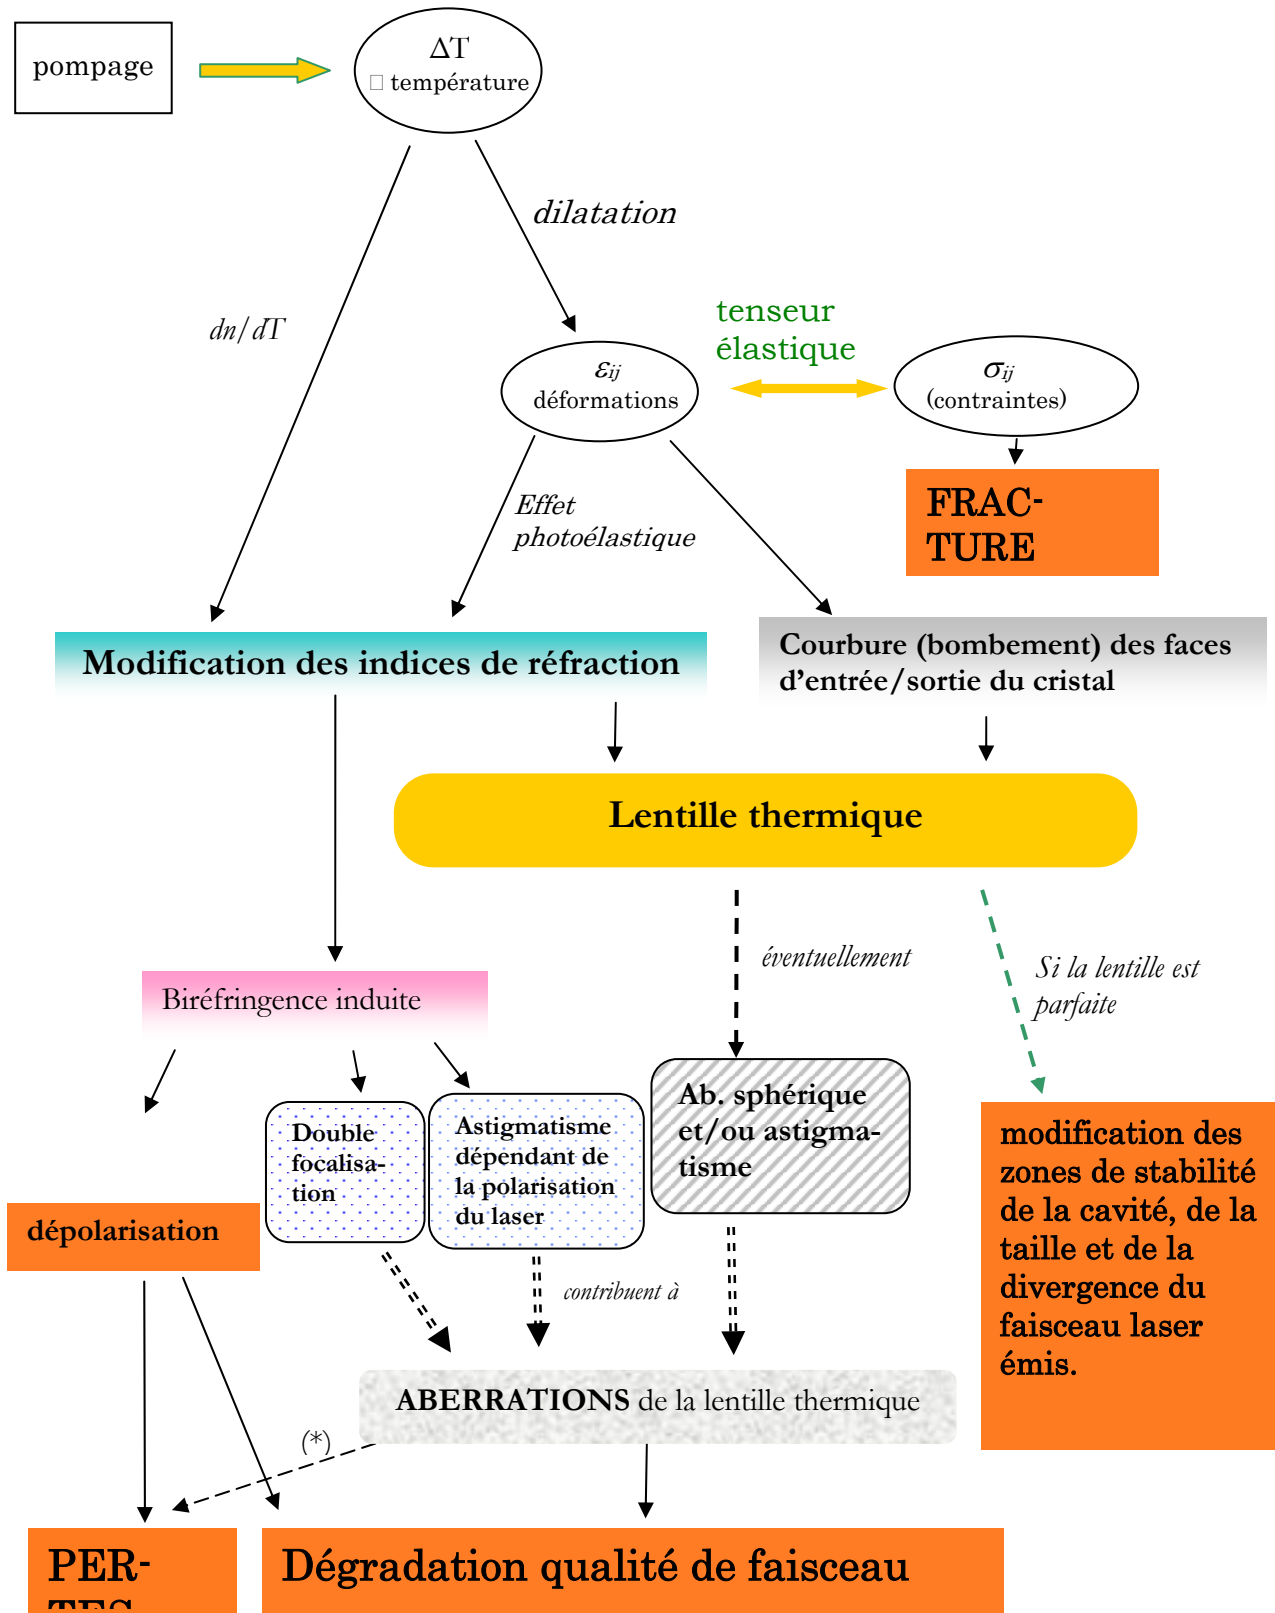 pompage
ΔT
□ température
dilatation
dn/dT
tenseur
élastique
εij
déformations
σij
(contraintes)
FRAC-
TURE
Effet
photoélastique
Modification des indices de réfraction
Courbure (bombement) des faces
d’entrée/sortie du cristal
Lentille thermique
éventuellement
Si la lentille est
parfaite
Biréfringence induite
Double
focalisa-
tion
Astigmatisme
dépendant de
la polarisation
du laser
Ab. sphérique
et/ou astigma-
tisme
modification des
zones de stabilité
de la cavité, de la
taille et de la
divergence du
faisceau laser
émis.
dépolarisation
contribuent à
ABERRATIONS de la lentille thermique
(*)
PER-
TES
Dégradation qualité de faisceau